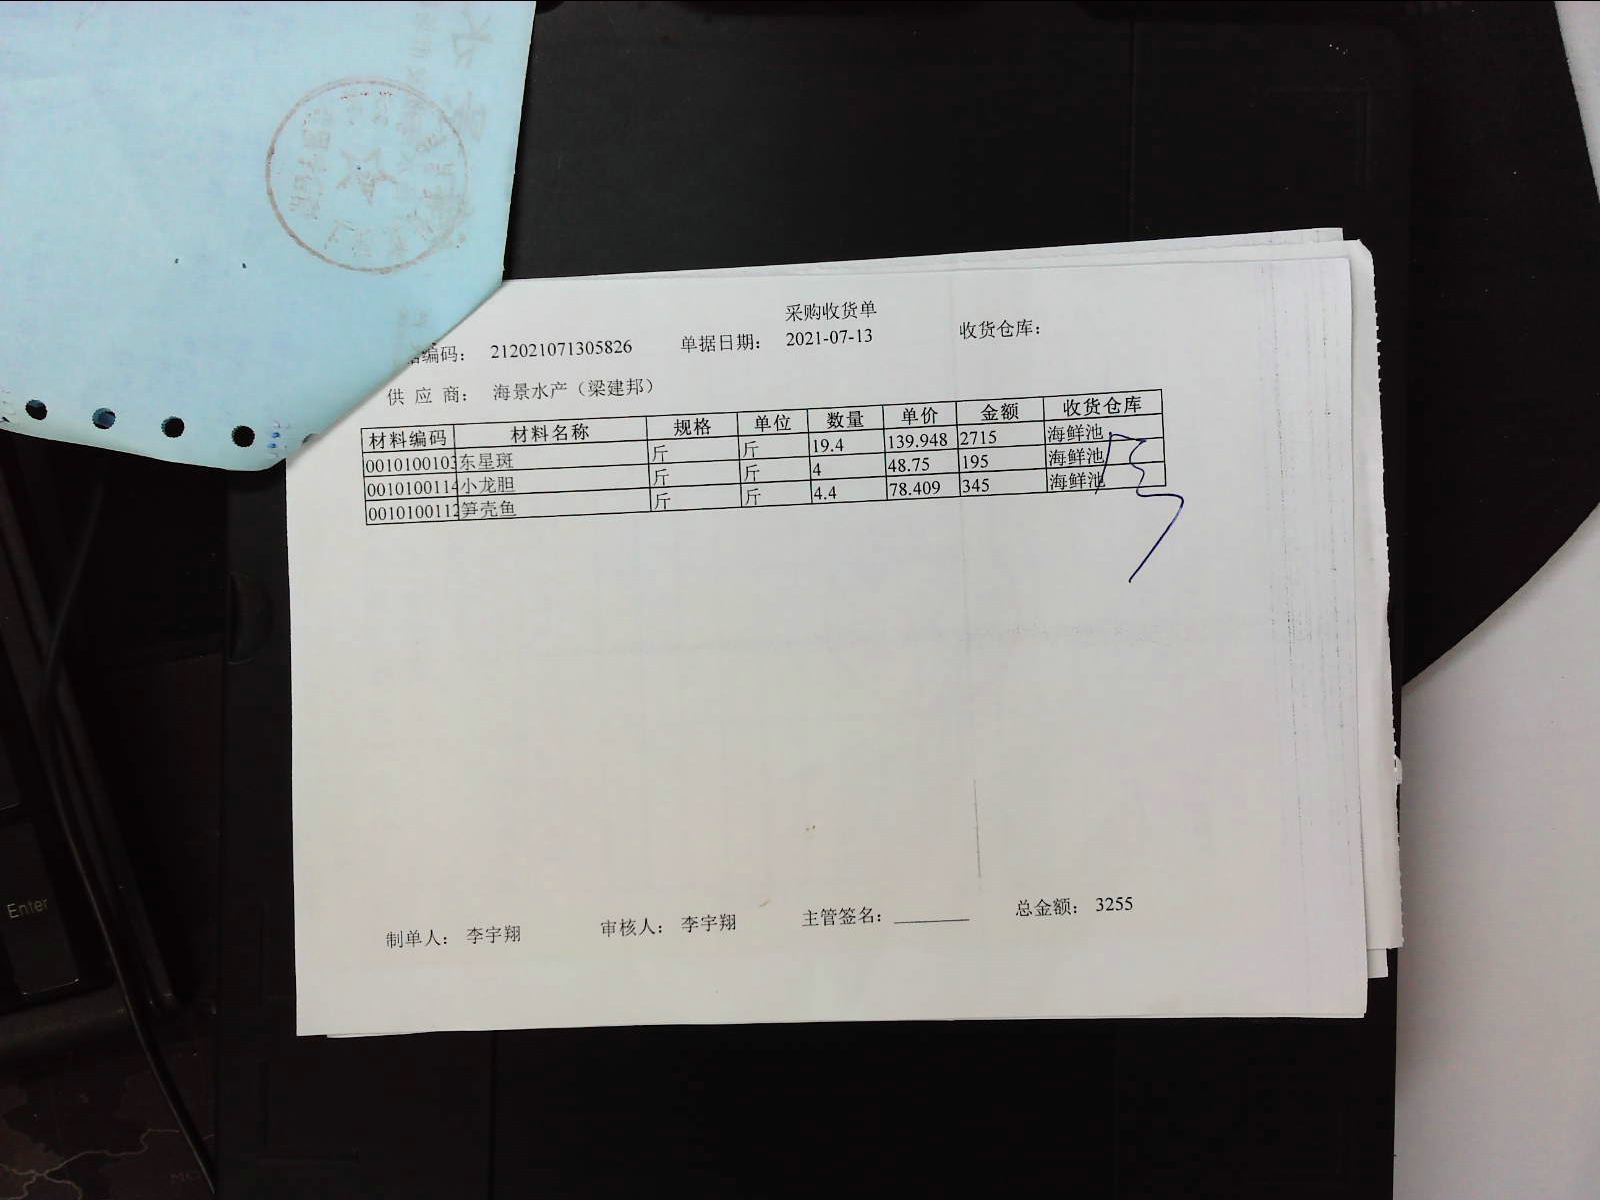 采购收货单
编码: 212021071305826 单据日期: 2021-07-13 收货仓库:
供应商: 海景水产（梁建邦）
材料编码 材料名称 规格 单位 数量 单价 金额 收货仓库
0010100103 东星斑 斤 斤 19.4 139.948 2715 海鲜池
0010100114 小龙胆 斤 斤 4 48.75 195 海鲜池
0010100112 笋壳鱼 斤 斤 4.4 78.409 345 海鲜池
制单人: 李宇翔 审核人: 李宇翔 主管签名: 总金额: 3255
Enter